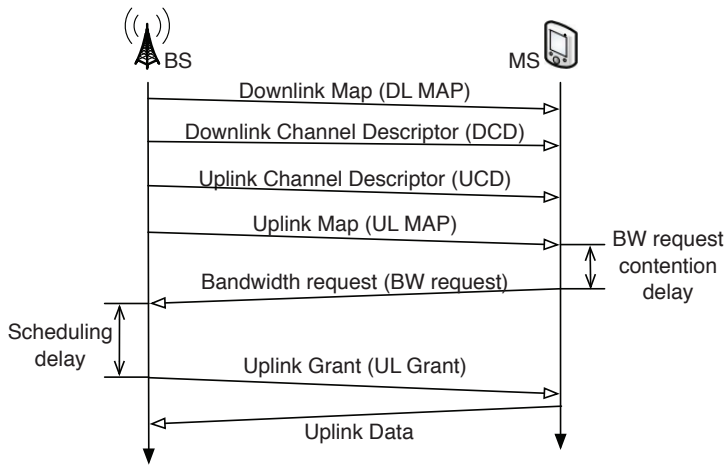 BS
MS
Downlink Map (DL MAP)
Downlink Channel Descriptor (DCD)
Uplink Channel Descriptor (UCD)
Uplink Map (UL MAP)
BW request
contention
delay
Bandwidth request (BW request)
Scheduling
delay
Uplink Grant (UL Grant)
Uplink Data